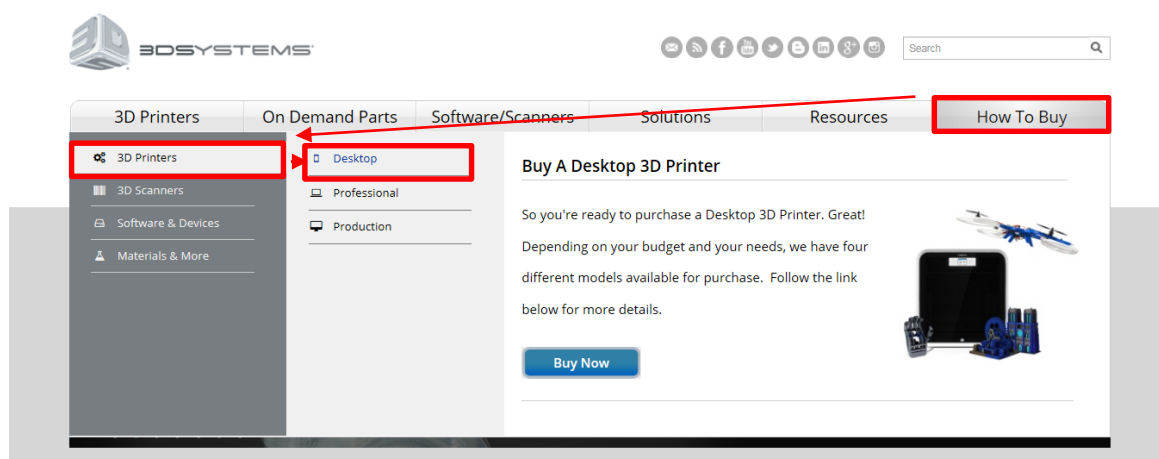 3DSYSTEMS
Search
3D Printers On Demand Parts Software/Scanners Solutions Resources How To Buy
3D Printers
3D Scanners
Software & Devices
Materials & More
Desktop
Professional
Production
Buy A Desktop 3D Printer
So you're ready to purchase a Desktop 3D Printer. Great!
Depending on your budget and your needs, we have four
different models available for purchase. Follow the link
below for more details.
Buy Now